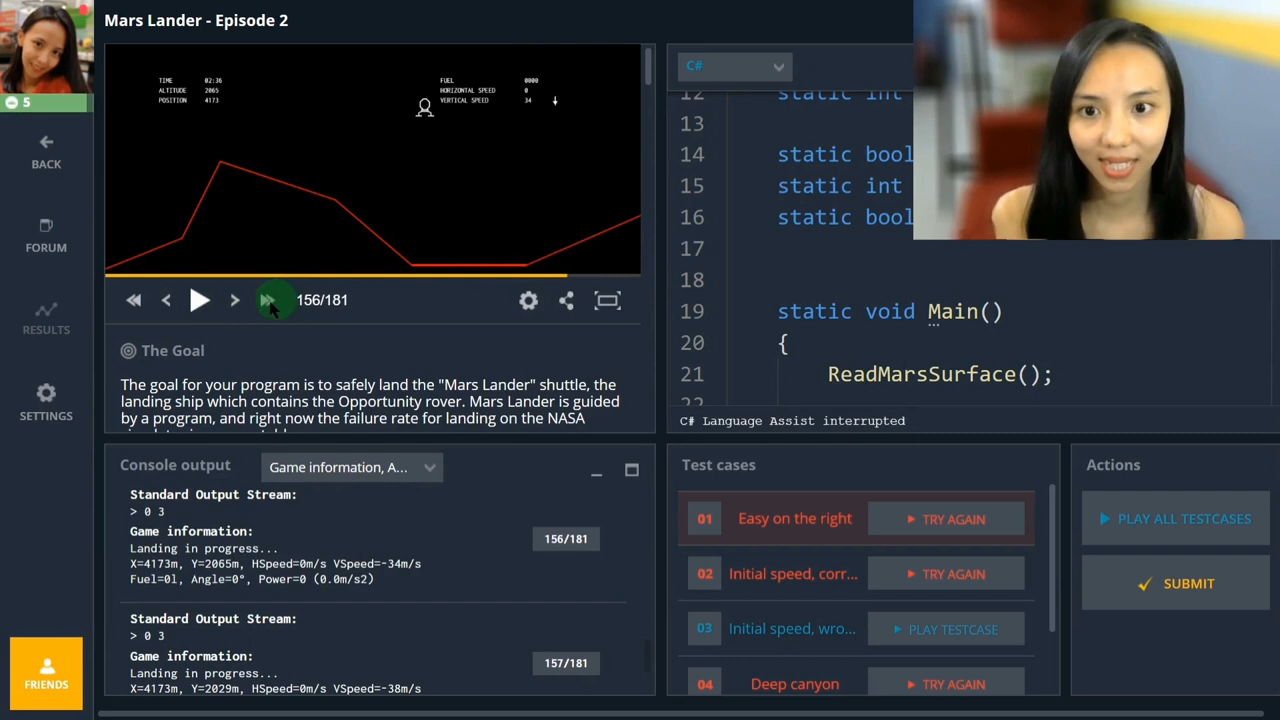 Mars Lander - Episode 2
5
BACK
FORUM
RESULTS
SETTINGS
FRIENDS
TIME 02:36
ALTITUDE 2065
POSITION 4173
FUEL 0000
HORIZONTAL SPEED 0
VERTICAL SPEED 34
156/181
The Goal
The goal for your program is to safely land the "Mars Lander" shuttle, the
landing ship which contains the Opportunity rover. Mars Lander is guided
by a program, and right now the failure rate for landing on the NASA
C#
12 static int
13
14 static bool
15 static int
16 static bool
17
18
19 static void Main()
20 {
21 ReadMarsSurface();
22
C# Language Assist interrupted
Console output
Game information, A...
Standard Output Stream:
> 0 3
Game information:
Landing in progress...
X=4173m, Y=2065m, HSpeed=0m/s VSpeed=-34m/s
Fuel=0l, Angle=0°, Power=0 (0.0m/s2)
156/181
Standard Output Stream:
> 0 3
Game information:
Landing in progress...
X=4173m, Y=2029m, HSpeed=0m/s VSpeed=-38m/s
157/181
Test cases
01 Easy on the right TRY AGAIN
02 Initial speed, corr... TRY AGAIN
03 Initial speed, wro... PLAY TESTCASE
04 Deep canyon TRY AGAIN
Actions
PLAY ALL TESTCASES
SUBMIT